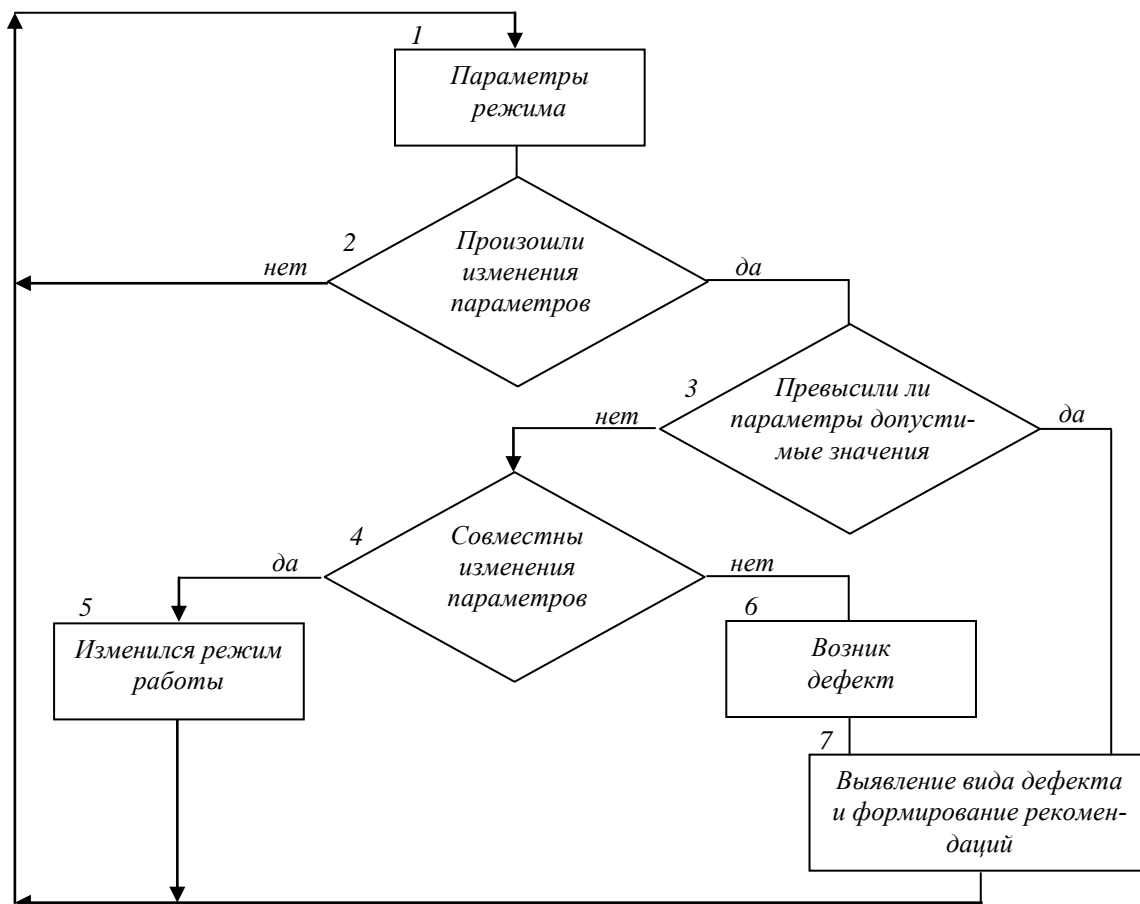 1
Параметры
режима
2
Произошли
изменения
параметров
нет
да
3
Превысили ли
параметры допусти-
мые значения
нет
да
4
Совместны
изменения
параметров
да
нет
5
Изменился режим
работы
6
Возник
дефект
7
Выявление вида дефекта
и формирование рекомен-
даций